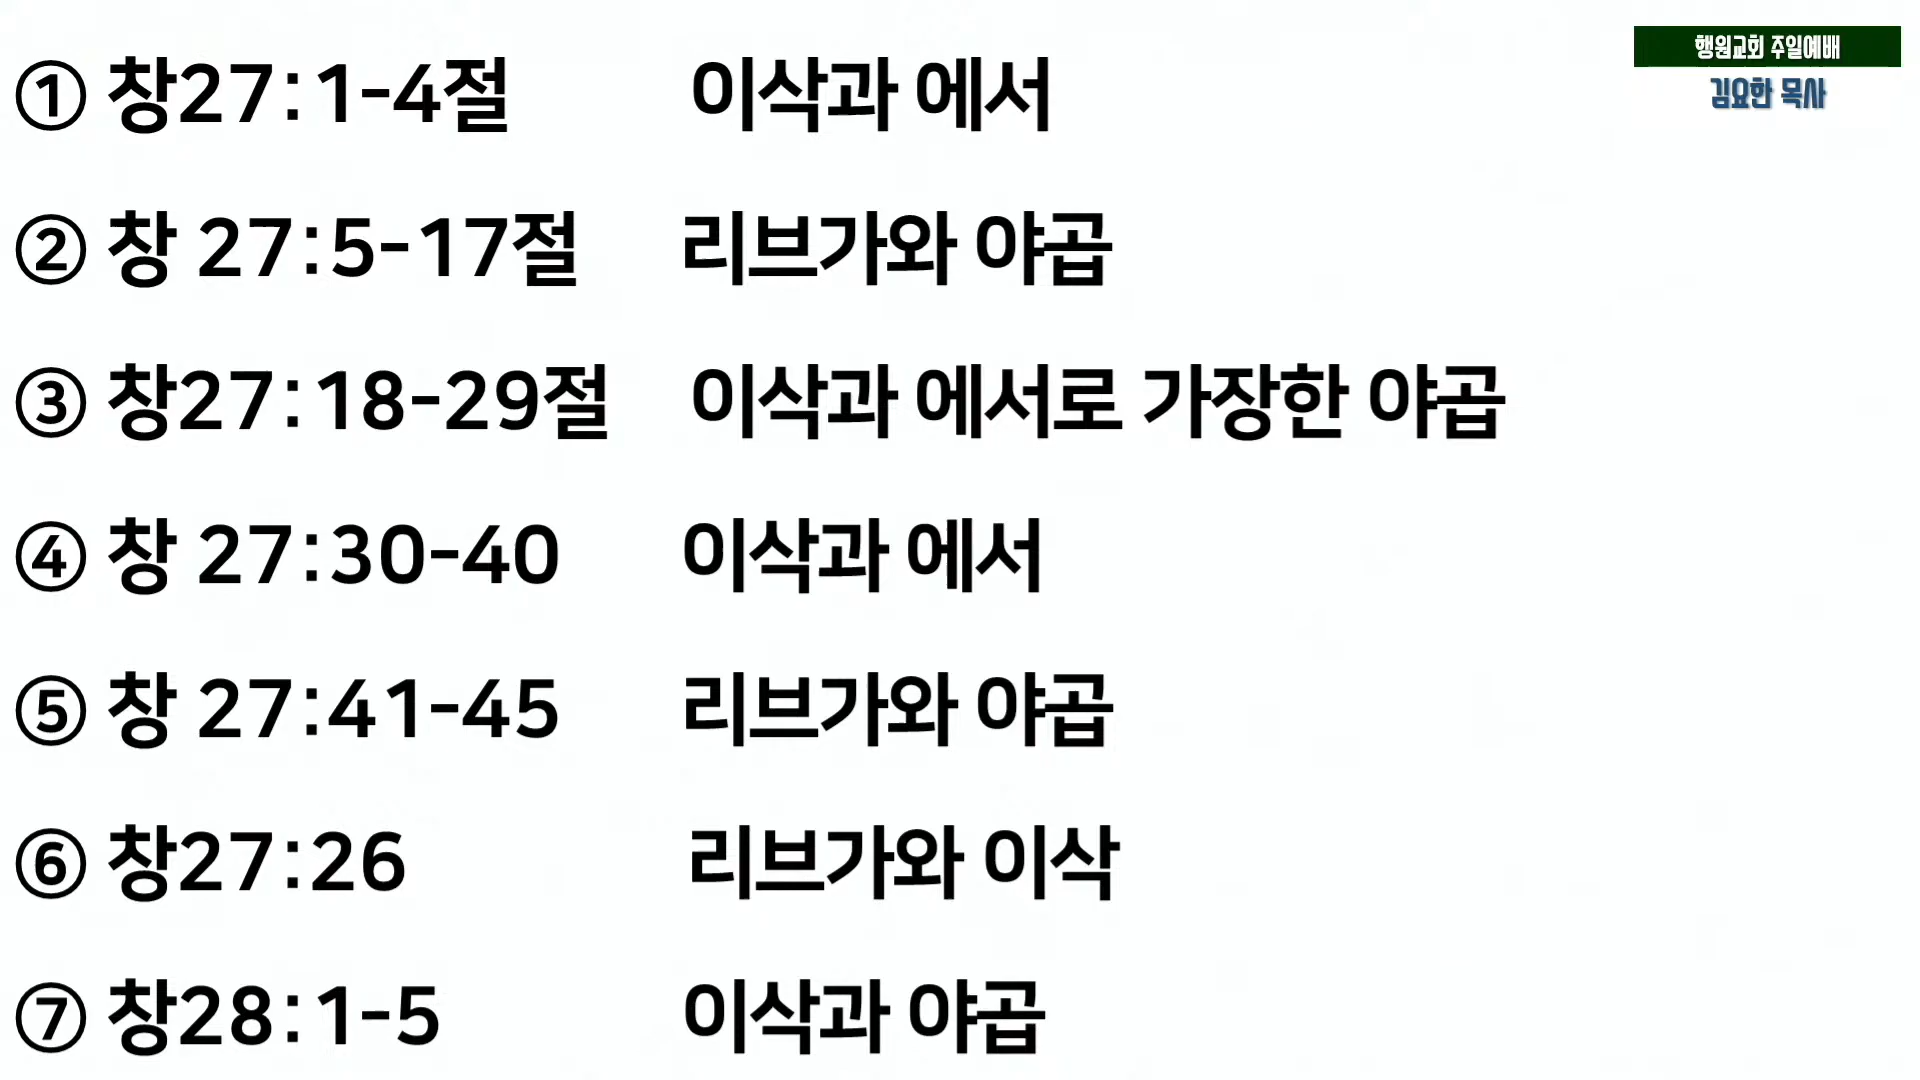 행원교회 주일예배
김요한 목사
① 창27:1-4절 이삭과 에서
② 창 27:5-17절 리브가와 야곱
③ 창27:18-29절 이삭과 에서로 가장한 야곱
④ 창 27:30-40 이삭과 에서
⑤ 창 27:41-45 리브가와 야곱
⑥ 창27:26 리브가와 이삭
⑦ 창28:1-5 이삭과 야곱